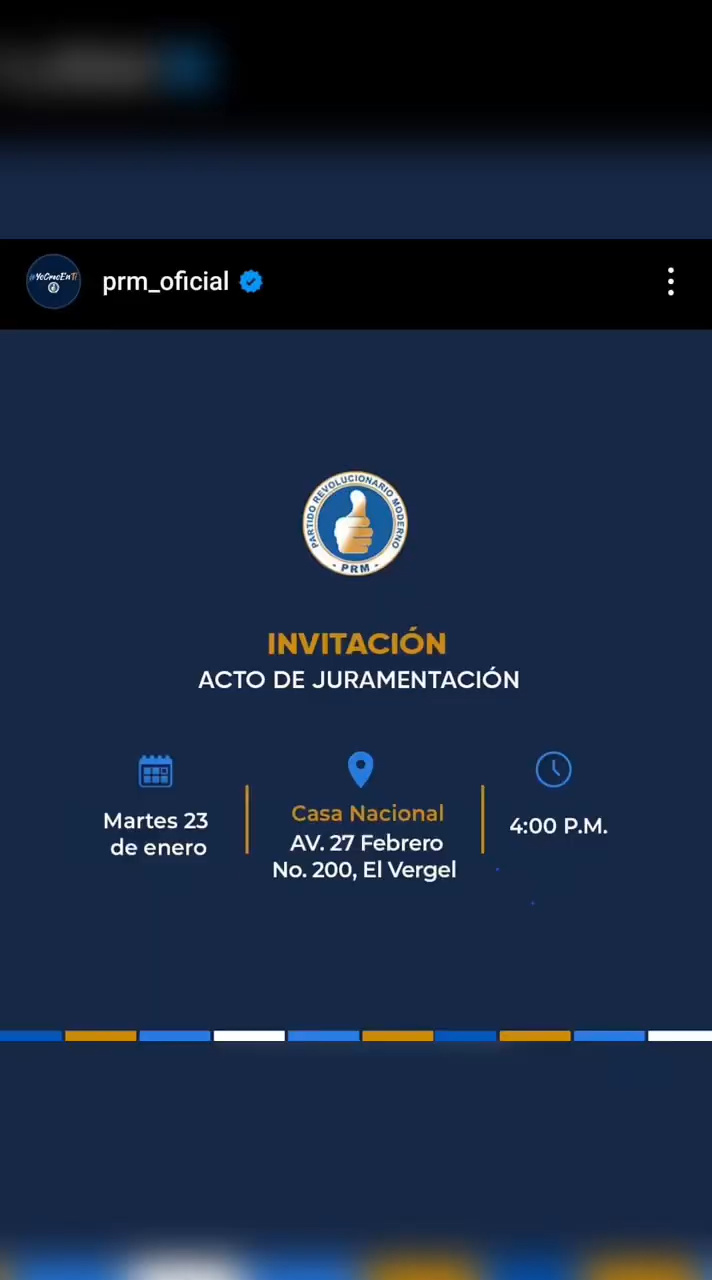 #YoCreoEnTi
prm_oficial
PARTIDO REVOLUCIONARIO MODERNO
- PRM -
INVITACIÓN
ACTO DE JURAMENTACIÓN
Martes 23
de enero
Casa Nacional
AV. 27 Febrero
No. 200, El Vergel
4:00 P.M.